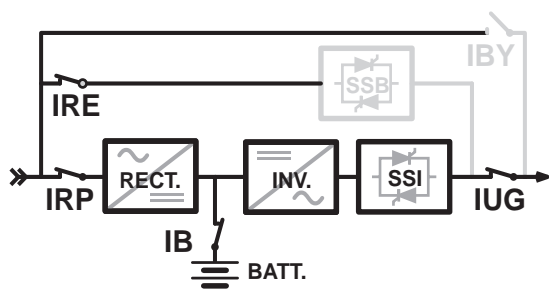 IBY
SSB
IRE
RECT.
INV.
SSI
IRP
IUG
IB
BATT.